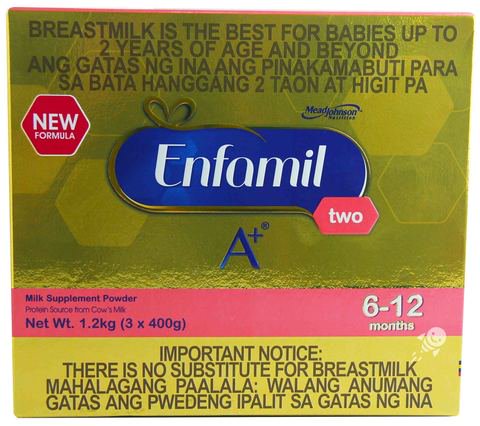 BREASTMILK IS THE BEST FOR BABIES UP TO
2 YEARS OF AGE AND BEYOND
ANG GATAS NG INA ANG PINAKAMABUTI PARA
SA BATA HANGGANG 2 TAON AT HIGIT PA
NEW
FORMULA
MeadJohnson
Nutrition
Enfamil
two
A+®
Milk Supplement Powder
Protein Source from Cow's Milk
Net Wt. 1.2kg (3 x 400g)
6-12
months
IMPORTANT NOTICE:
THERE IS NO SUBSTITUTE FOR BREASTMILK
MAHALAGANG PAALALA: WALANG ANUMANG
GATAS ANG PWEDENG IPALIT SA GATAS NG INA